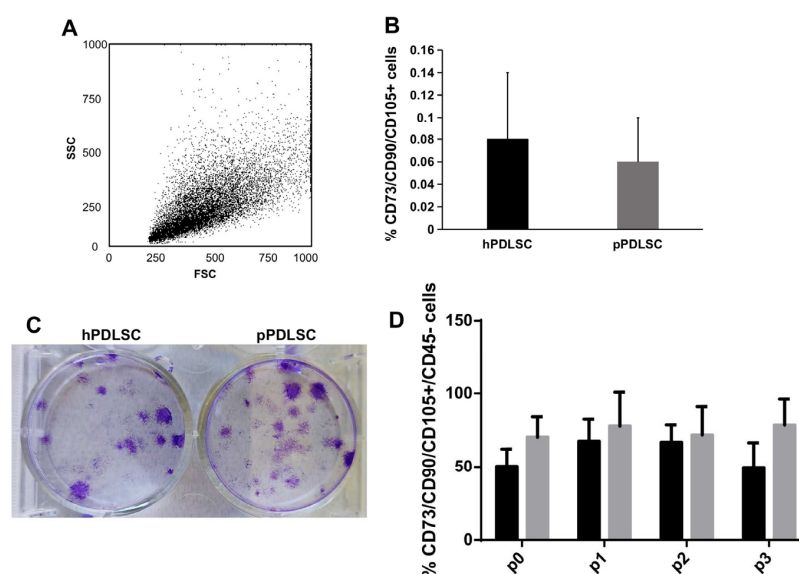 A
1000
750
500
250
0
SSC
0 250 500 750 1000
FSC
B
% CD73/CD90/CD105+ cells
0.16
0.14
0.12
0.1
0.08
0.06
0.04
0.02
0
hPDLSC pPDLSC
C
hPDLSC pPDLSC
D
% CD73/CD90/CD105+/CD45- cells
150
100
50
0
p0 p1 p2 p3